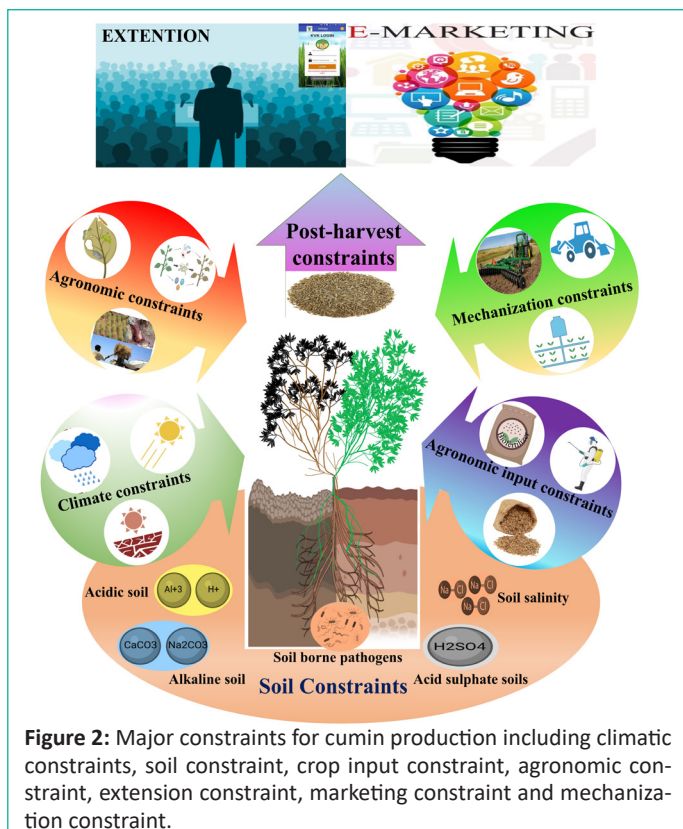 EXTENTION
KVK LOGIN
E-MARKETING
Post-harvest
constraints
Agronomic constraints
Mechanization constraints
Climate constraints
Agronomic input constraints
Acidic soil
Al+3
H+
Na Cl Na Cl
Na Cl
Soil salinity
CaCO3
Na2CO3
Alkaline soil
Soil borne pathogens
H2SO4
Acid sulphate soils
Soil Constraints
Figure 2: Major constraints for cumin production including climatic
constraints, soil constraint, crop input constraint, agronomic con-
straint, extension constraint, marketing constraint and mechaniza-
tion constraint.